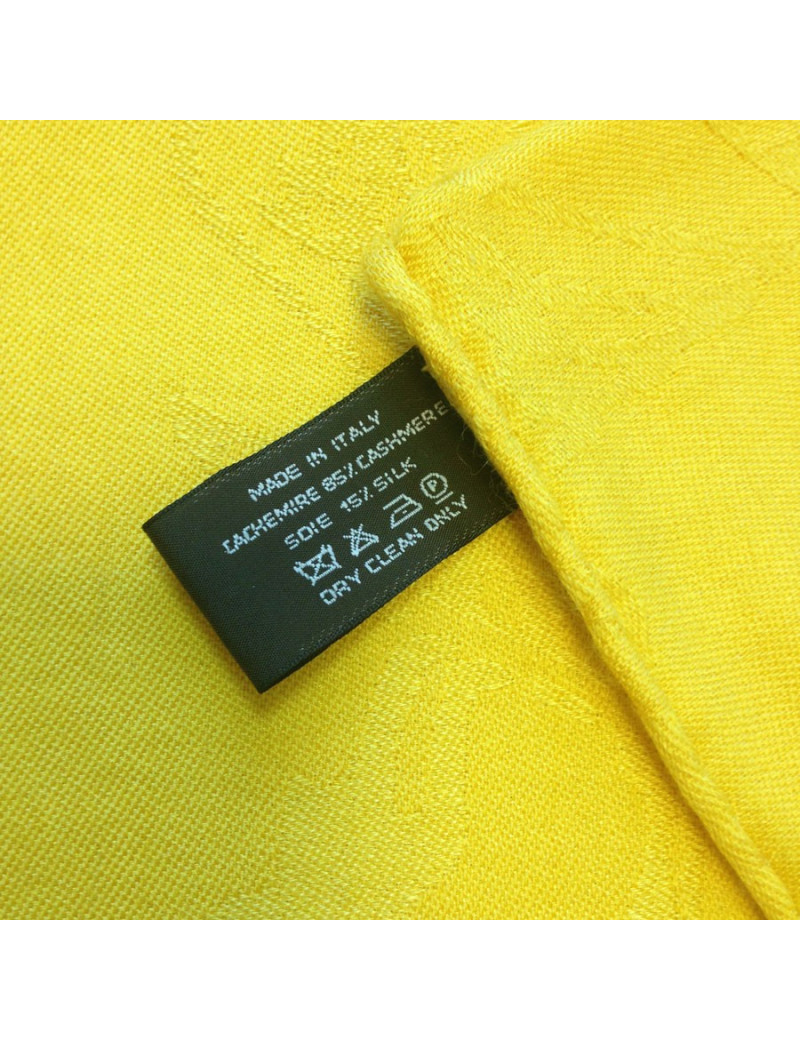 MADE IN ITALY
CACHEMIRE 85% CASHMERE
SOIE 15% SILK
P
DRY CLEAN ONLY